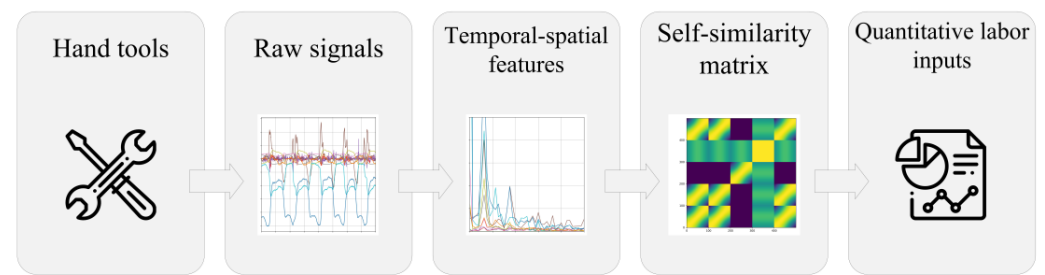 Hand tools
Raw signals
Temporal-spatial
features
Self-similarity
matrix
Quantitative labor
inputs